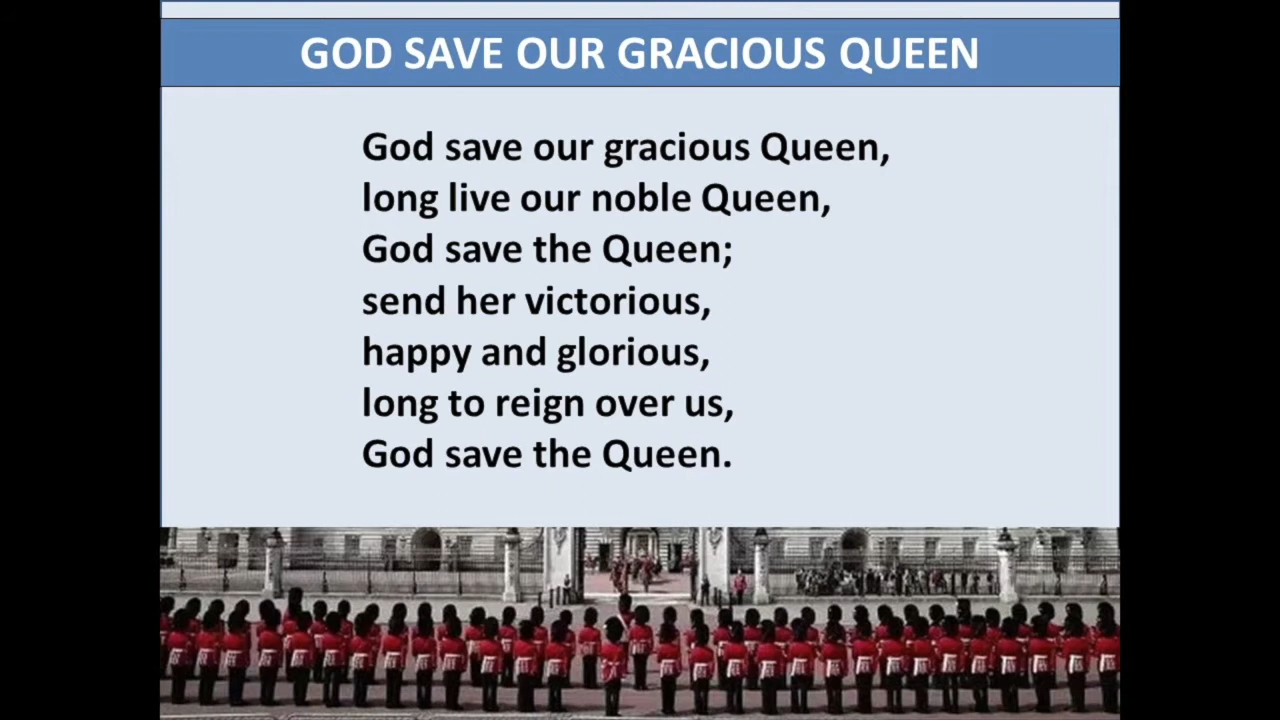 GOD SAVE OUR GRACIOUS QUEEN
God save our gracious Queen,
long live our noble Queen,
God save the Queen;
send her victorious,
happy and glorious,
long to reign over us,
God save the Queen.